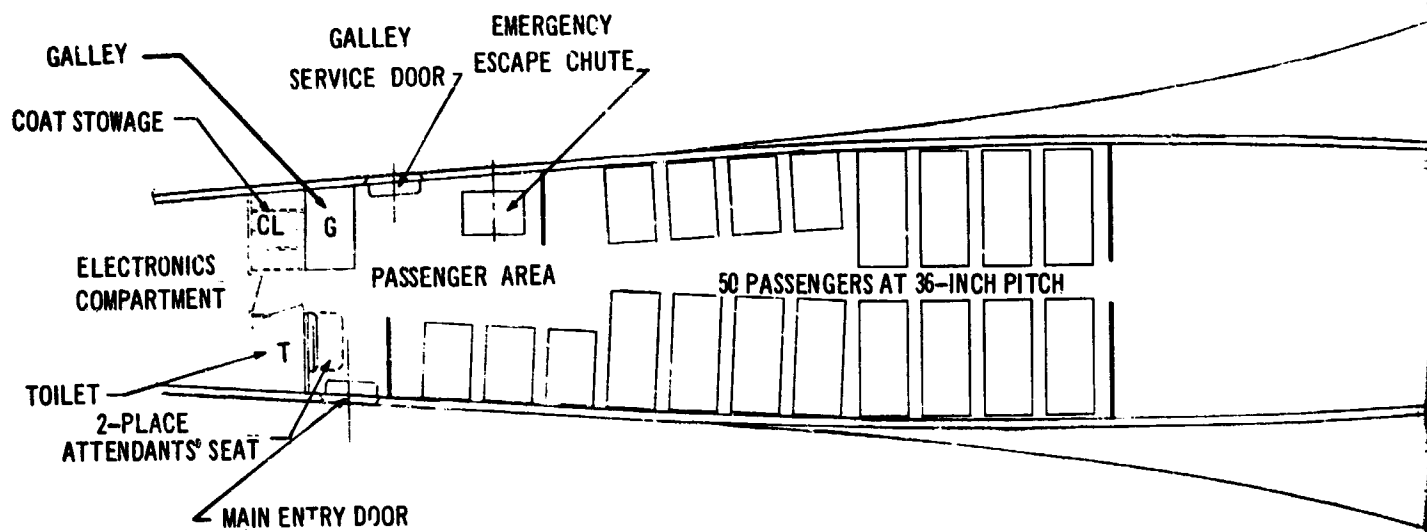 GALLEY
COAT STOWAGE
GALLEY
SERVICE DOOR
EMERGENCY
ESCAPE CHUTE
CL
G
ELECTRONICS
COMPARTMENT
PASSENGER AREA
50 PASSENGERS AT 36-INCH PITCH
T
TOILET
2-PLACE
ATTENDANTS' SEAT
MAIN ENTRY DOOR